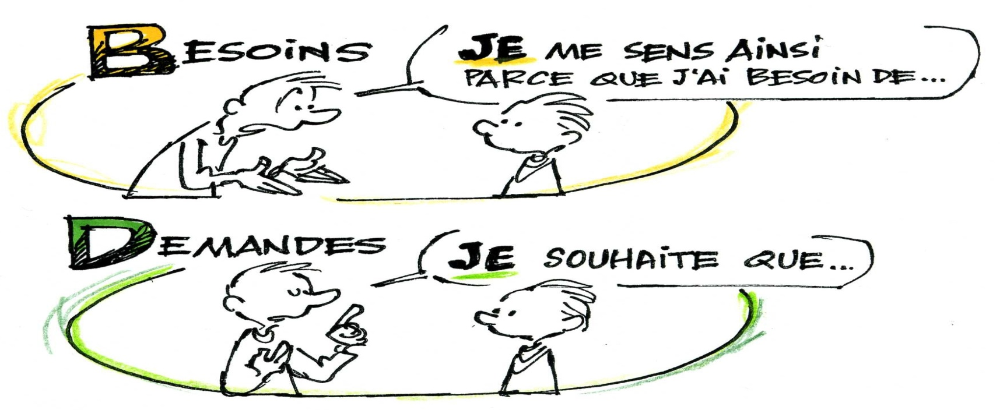 BESOiNS
JE ME SENS AiNSi
PARCE QUE J'Ai BESOiN DE...
DEMANDES
JE SOUHAiTE QUE...